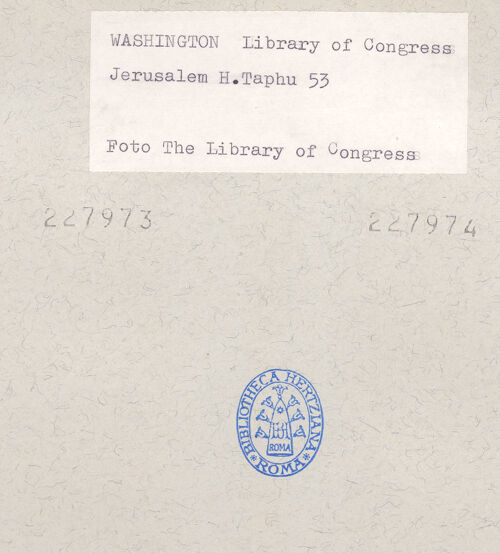 WASHINGTON Library of Congress
Jerusalem H.Taphu 53
Foto The Library of Congress
227973 227974
BIBLIOTHECA HERTZIANA
ROMA
ROMA